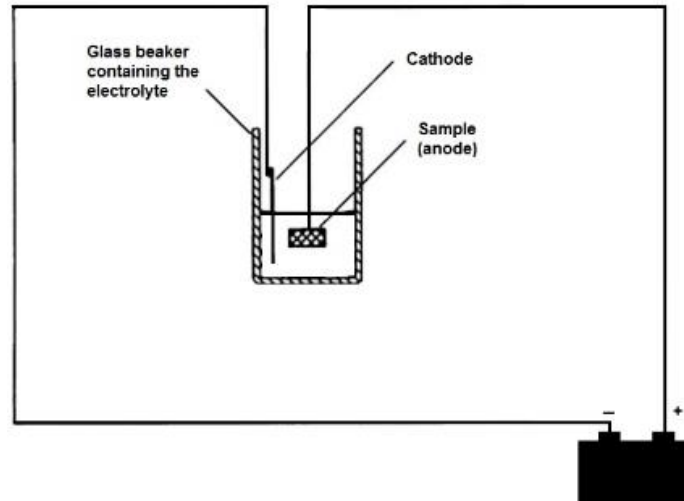 Glass beaker
containing the
electrolyte
Cathode
Sample
(anode)
– +